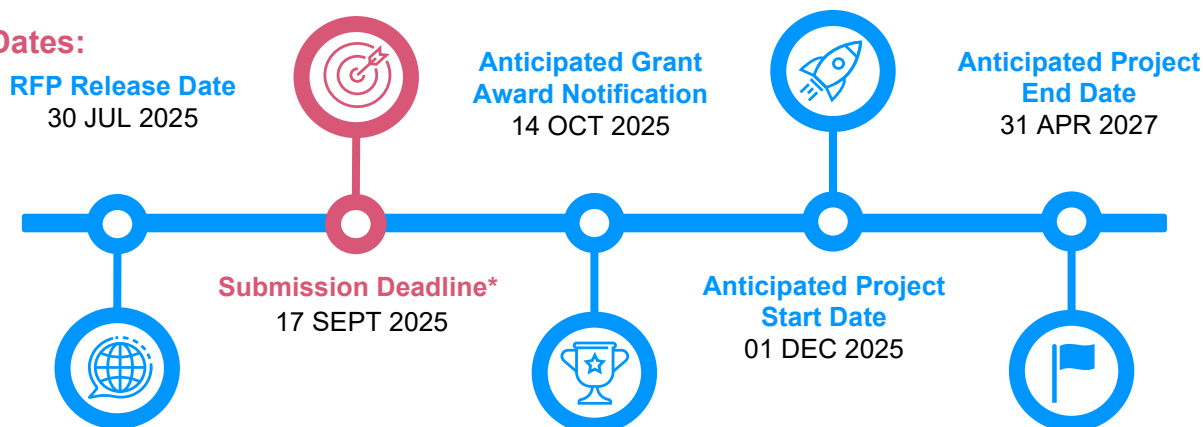 Dates:
RFP Release Date
30 JUL 2025
Submission Deadline*
17 SEPT 2025
Anticipated Grant
Award Notification
14 OCT 2025
Anticipated Project
Start Date
01 DEC 2025
Anticipated Project
End Date
31 APR 2027